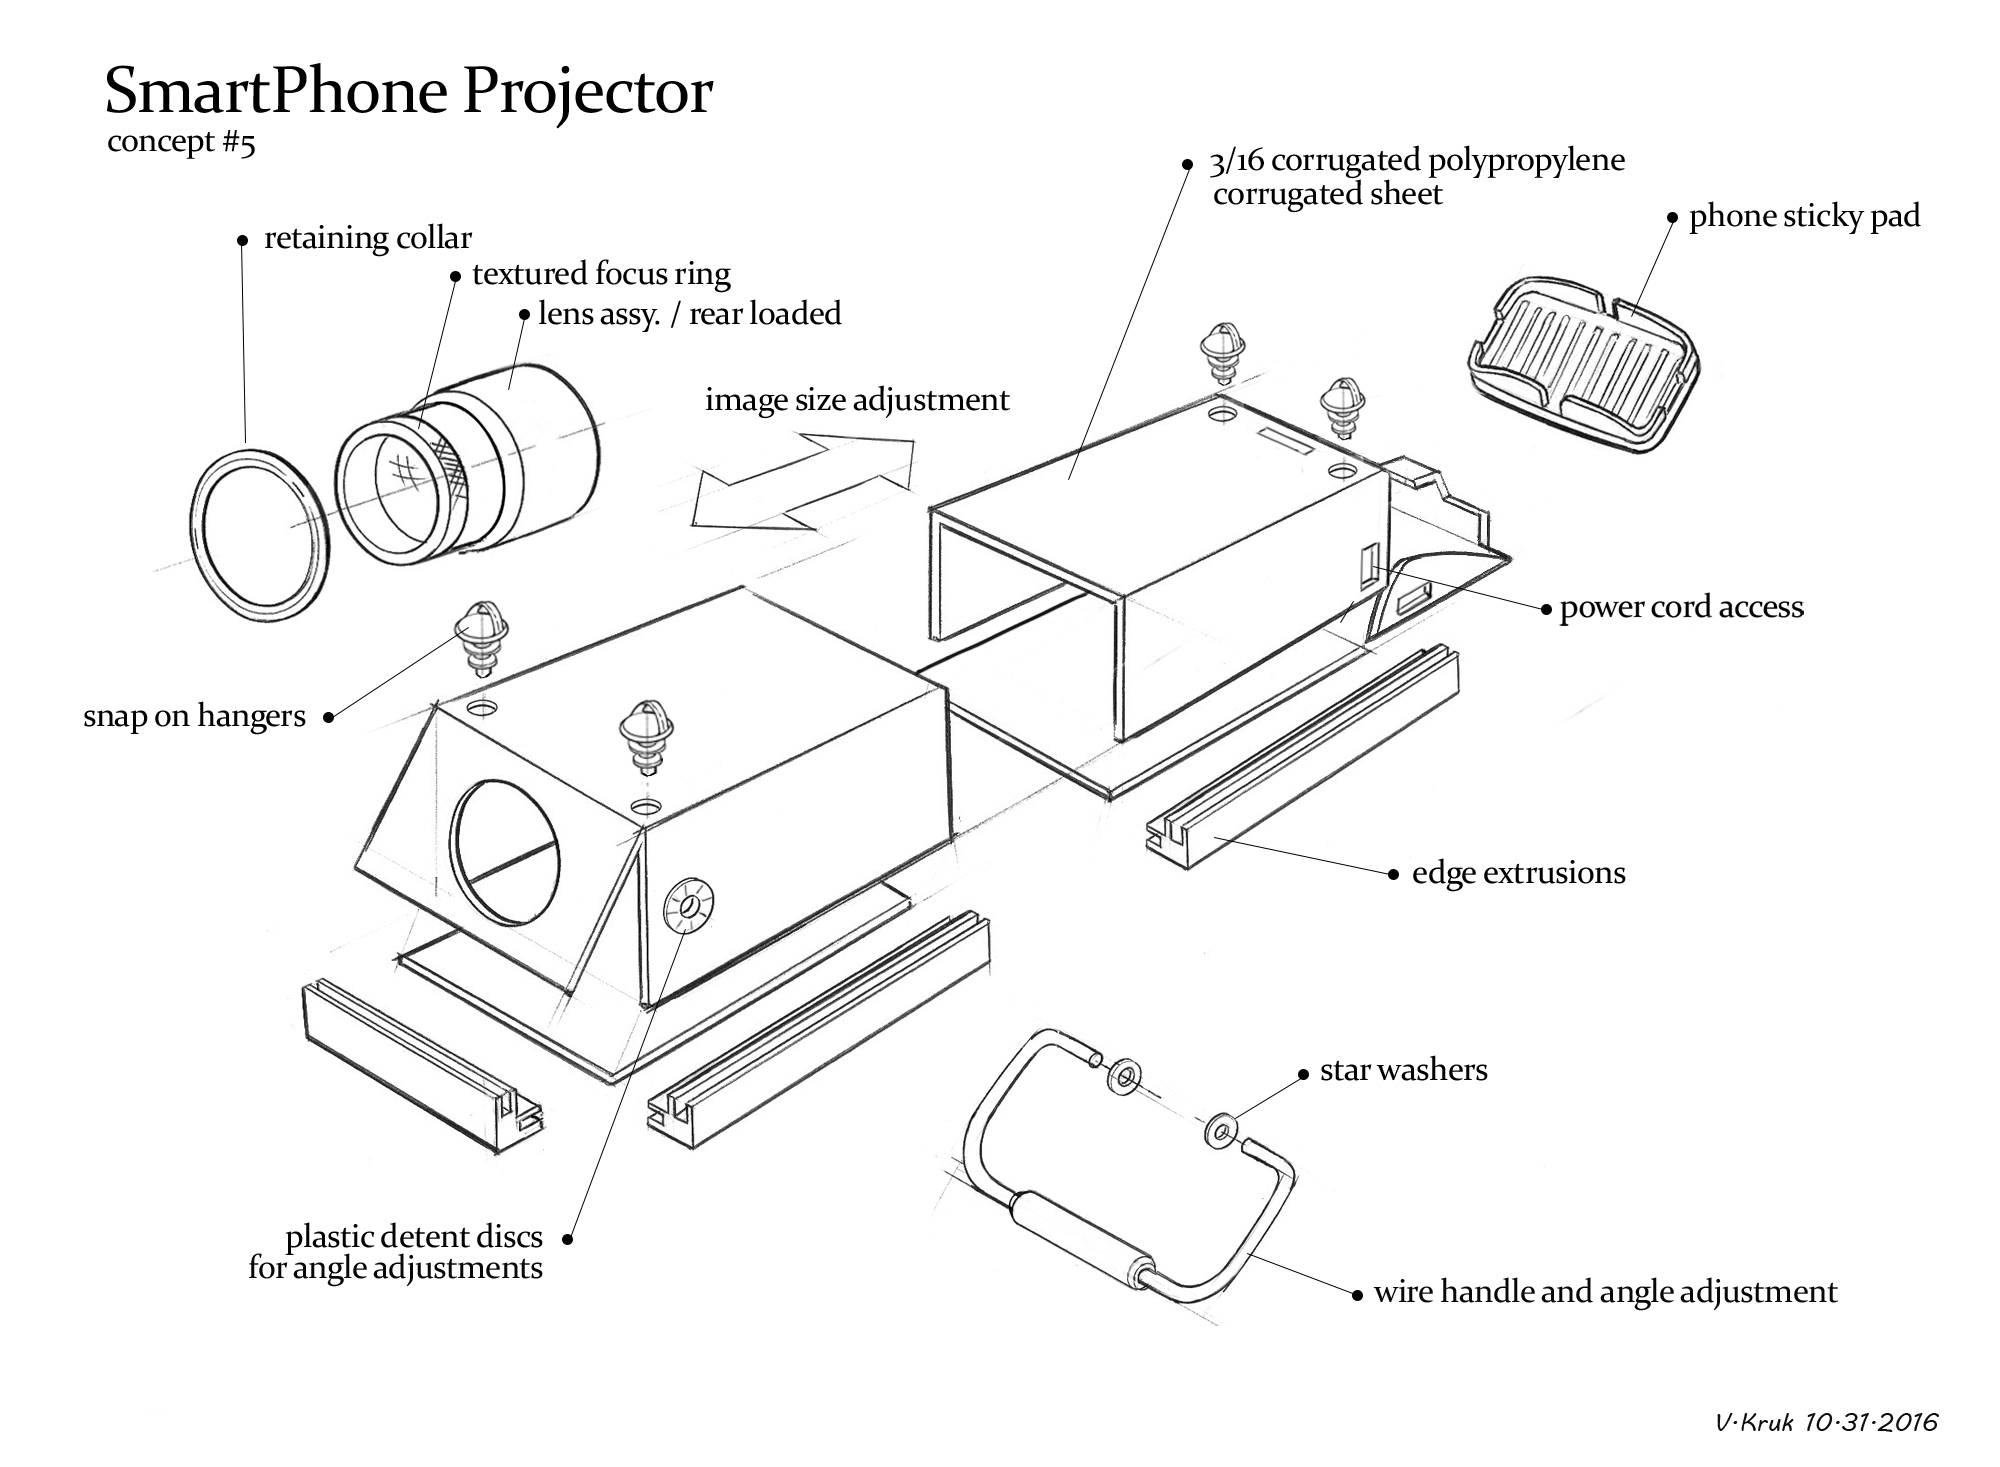 SmartPhone Projector
concept #5
3/16 corrugated polypropylene
corrugated sheet
phone sticky pad
retaining collar
textured focus ring
lens assy. / rear loaded
image size adjustment
power cord access
snap on hangers
edge extrusions
star washers
plastic detent discs
for angle adjustments
wire handle and angle adjustment
V·Kruk 10·31·2016